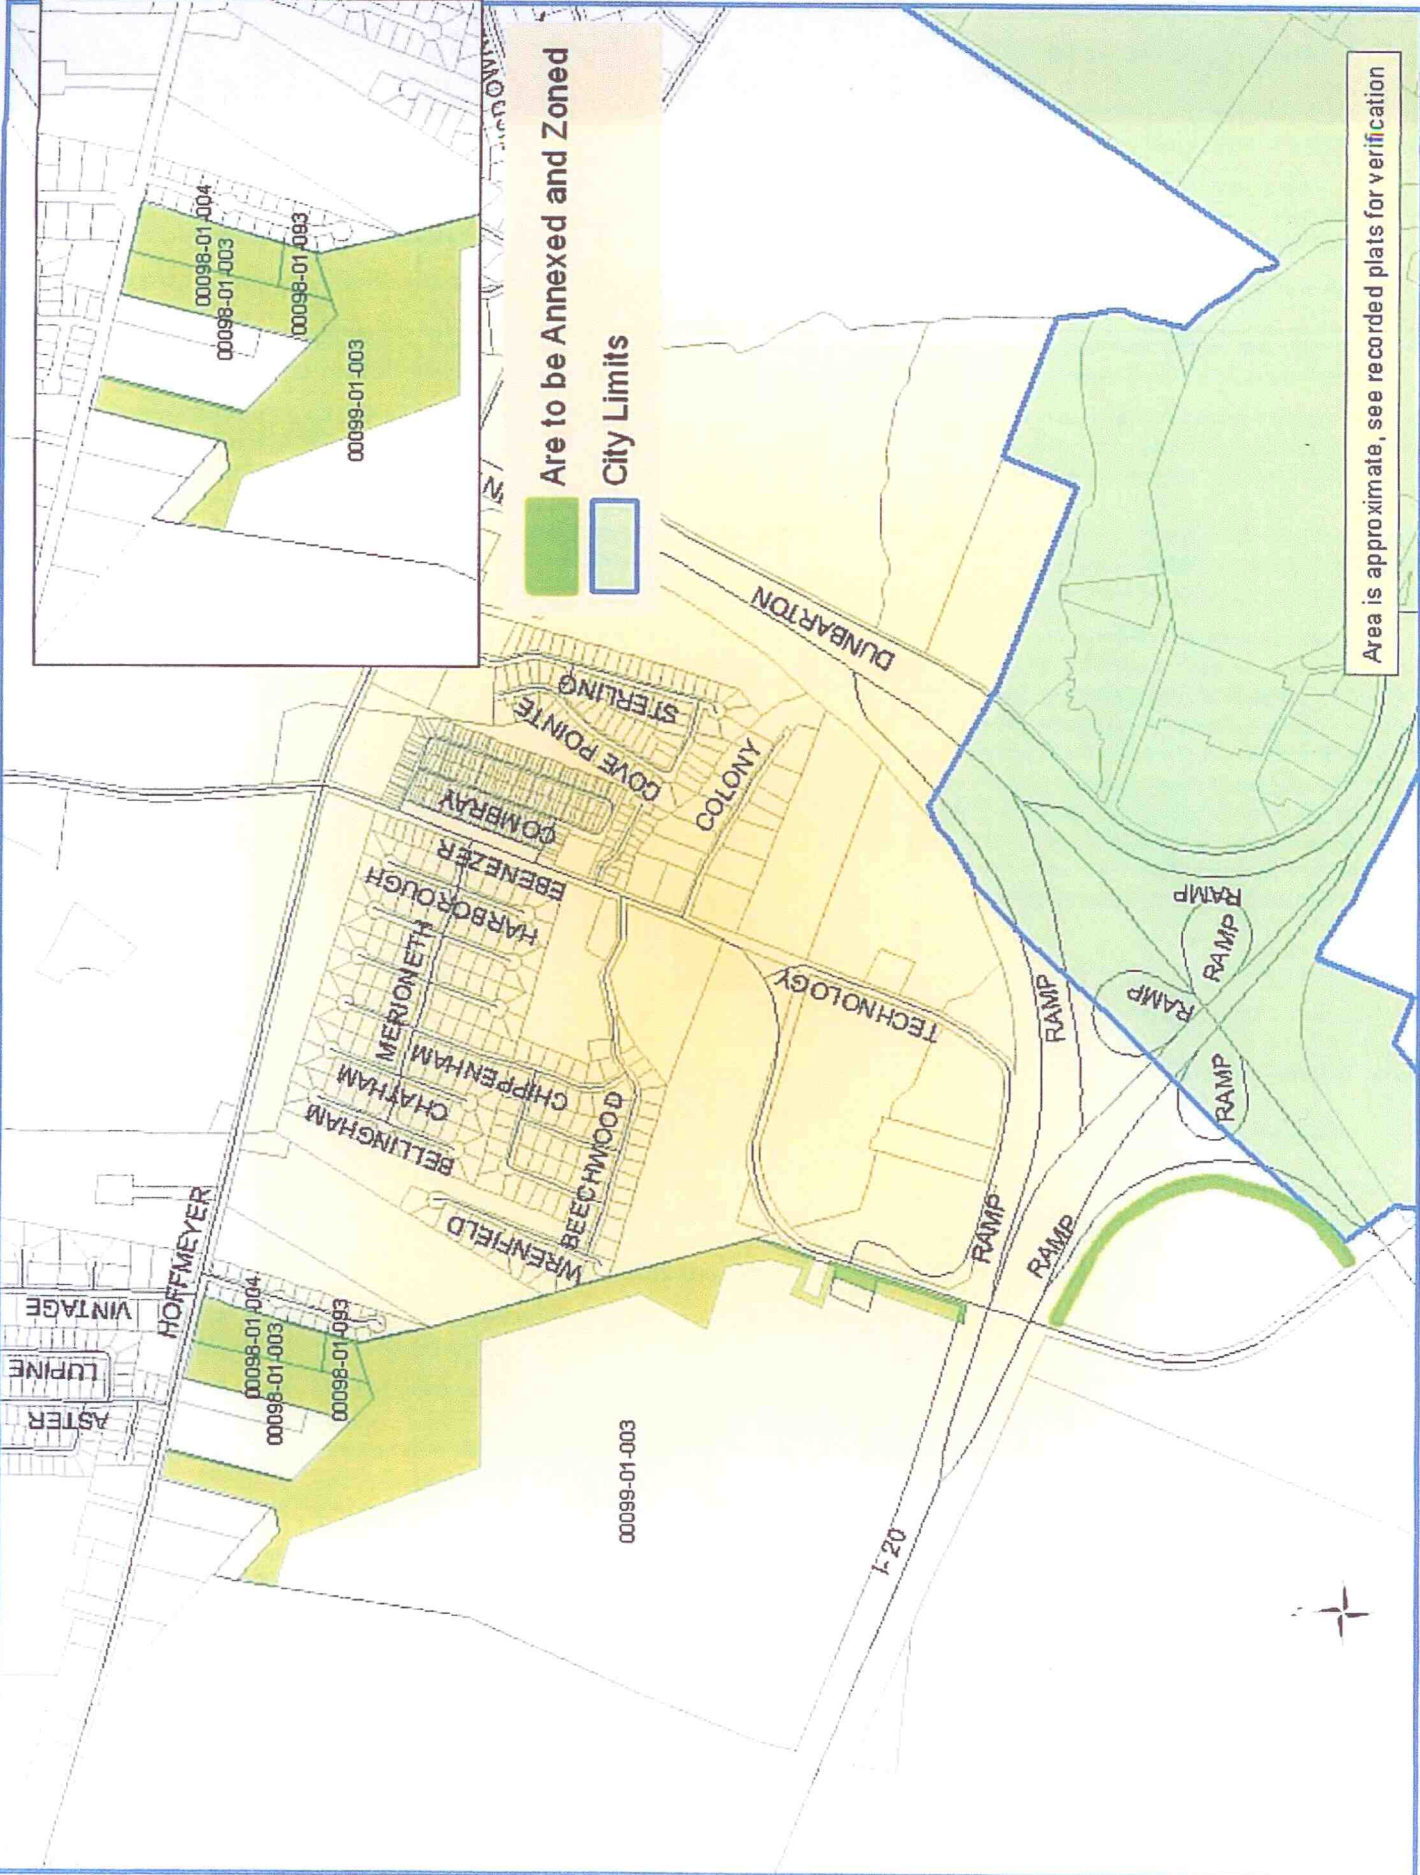 VINTAGE
LUPINE
ASTER
HOFFMEYER
00098-01-004
00098-01-003
00098-01-093
00099-01-003
00098-01-004
00098-01-003
00098-01-093
00099-01-003
WRENFIELD
BELLINGHAM
CHATHAM
MERIONETH
CHIPPENHAM
BEECHWOOD
HARBOROUGH
EBENEZER
COMBRAY
COVE POINTE
STERLING
COLONY
TECHNOLOGY
DUNBARTON
I-20
RAMP
RAMP
RAMP
RAMP
RAMP
RAMP
RAMP
Are to be Annexed and Zoned
City Limits
Area is approximate, see recorded plats for verification